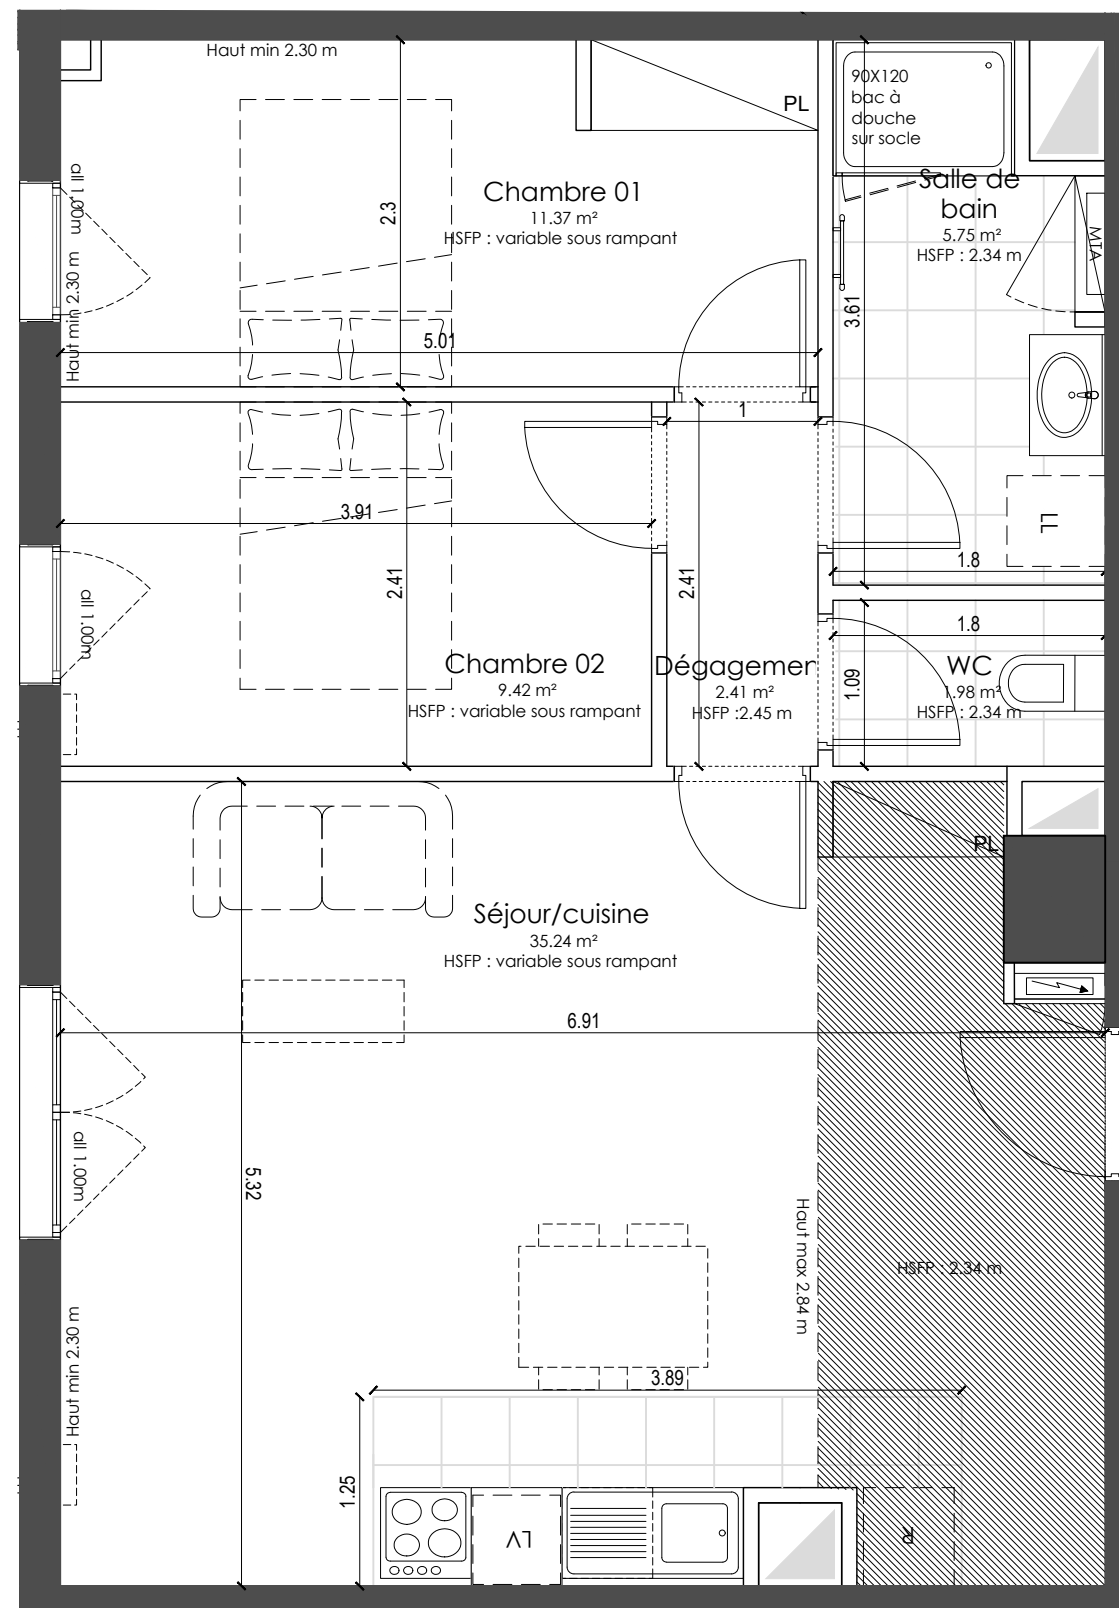 Haut min 2.30 m
PL
90X120
bac à
douche
sur socle
all 1.00m
Haut min 2.30 m
2.3
Chambre 01
11.37 m²
HSFP : variable sous rampant
Salle de
bain
5.75 m²
HSFP : 2.34 m
MTA
3.61
5.01
1
3.91
LL
1.8
2.41
2.41
all 1.00m
Chambre 02
9.42 m²
HSFP : variable sous rampant
Dégagemen
2.41 m²
HSFP :2.45 m
1.8
1.09
WC
1.98 m²
HSFP : 2.34 m
PL
Séjour/cuisine
35.24 m²
HSFP : variable sous rampant
6.91
all 1.00m
5.32
Haut max 2.84 m
HSFP : 2.34 m
Haut min 2.30 m
3.89
1.25
LV
R